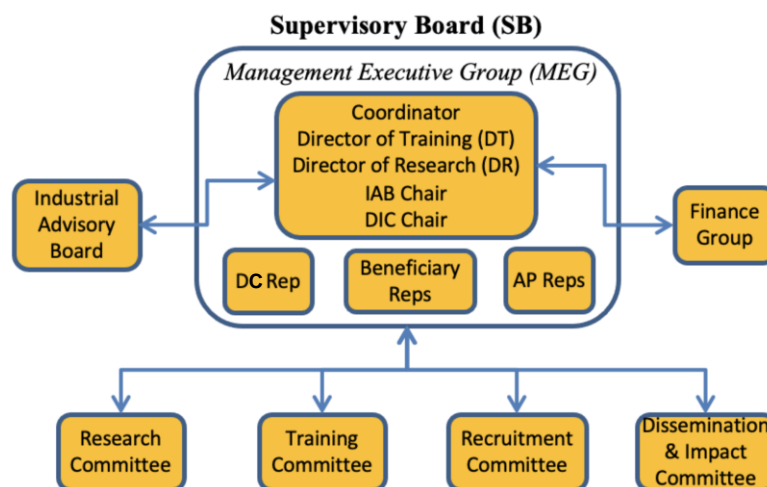 Supervisory Board (SB)
Management Executive Group (MEG)
Coordinator
Director of Training (DT)
Director of Research (DR)
IAB Chair
DIC Chair
Industrial
Advisory
Board
Finance
Group
DC Rep
Beneficiary
Reps
AP Reps
Research
Committee
Training
Committee
Recruitment
Committee
Dissemination
& Impact
Committee